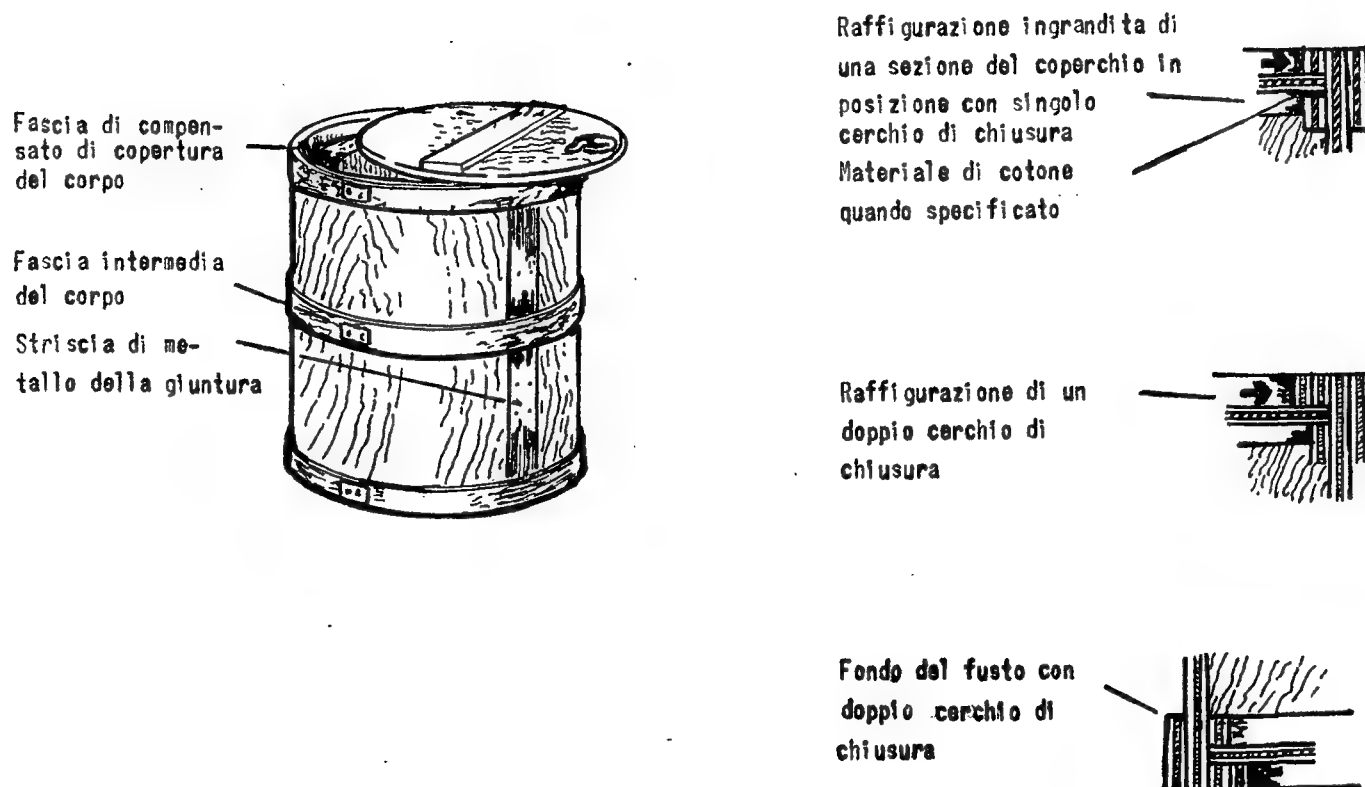 Fascia di compen-
sato di copertura
del corpo
Fascia intermedia
del corpo
Striscia di me-
tallo della giuntura
Raffigurazione ingrandita di
una sezione del coperchio in
posizione con singolo
cerchio di chiusura
Materiale di cotone
quando specificato
Raffigurazione di un
doppio cerchio di
chiusura
Fondo del fusto con
doppio cerchio di
chiusura